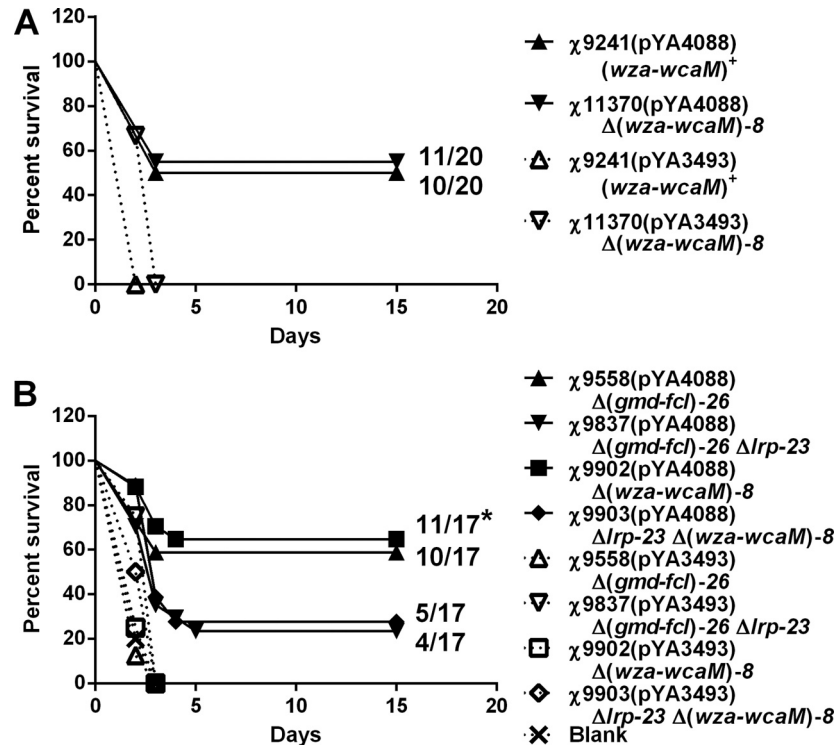 A
120
100
80
60
40
20
0
Percent survival
0 5 10 15 20
Days
11/20
10/20
χ9241(pYA4088)
(wza-wcaM)⁺
χ11370(pYA4088)
Δ(wza-wcaM)-8
χ9241(pYA3493)
(wza-wcaM)⁺
χ11370(pYA3493)
Δ(wza-wcaM)-8
B
120
100
80
60
40
20
0
Percent survival
0 5 10 15 20
Days
11/17*
10/17
5/17
4/17
χ9558(pYA4088)
Δ(gmd-fcl)-26
χ9837(pYA4088)
Δ(gmd-fcl)-26 Δlrp-23
χ9902(pYA4088)
Δ(wza-wcaM)-8
χ9903(pYA4088)
Δlrp-23 Δ(wza-wcaM)-8
χ9558(pYA3493)
Δ(gmd-fcl)-26
χ9837(pYA3493)
Δ(gmd-fcl)-26 Δlrp-23
χ9902(pYA3493)
Δ(wza-wcaM)-8
χ9903(pYA3493)
Δlrp-23 Δ(wza-wcaM)-8
Blank